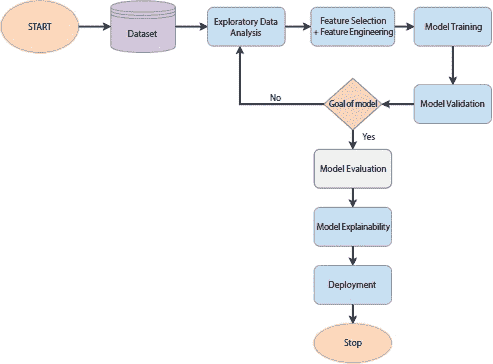 START
Dataset
Exploratory Data
Analysis
Feature Selection
+ Feature Engineering
Model Training
No
Goal of model
Model Validation
Yes
Model Evaluation
Model Explainability
Deployment
Stop